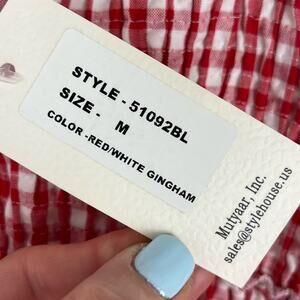 STYLE - 51092BL
SIZE - M
COLOR -RED/WHITE GINGHAM
Mutyaar, Inc.
sales@stylehouse.us